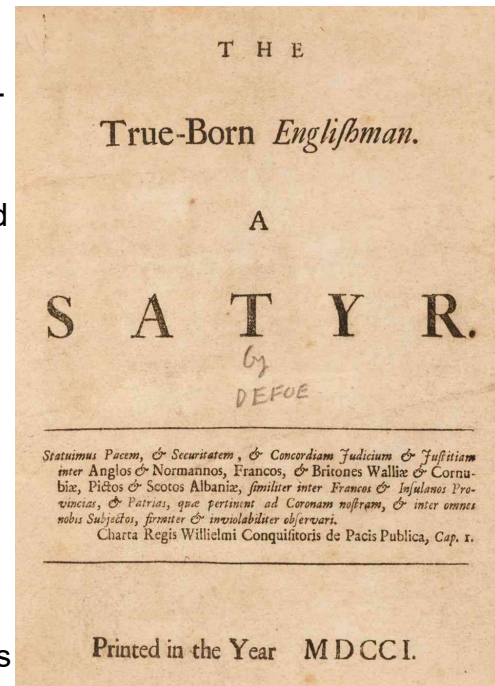 THE
True-Born Engliſhman.
A
SATYR.
by
DEFOE
Statuimus Pacem, & Securitatem, & Concordiam Judicium & Juſtitiam
inter Anglos & Normannos, Francos, & Britones Walliæ & Cornu-
biæ, Pictos & Scotos Albaniæ, ſimiliter inter Francos & Inſulanos Pro-
vincias, & Patrias, quæ pertinent ad Coronam noſtram, & inter omnes
nobis Subjectos, firmiter & inviolabiliter obſervari.
Charta Regis Willielmi Conquiſitoris de Pacis Publica, Cap. 1.
Printed in the Year MDCCI.